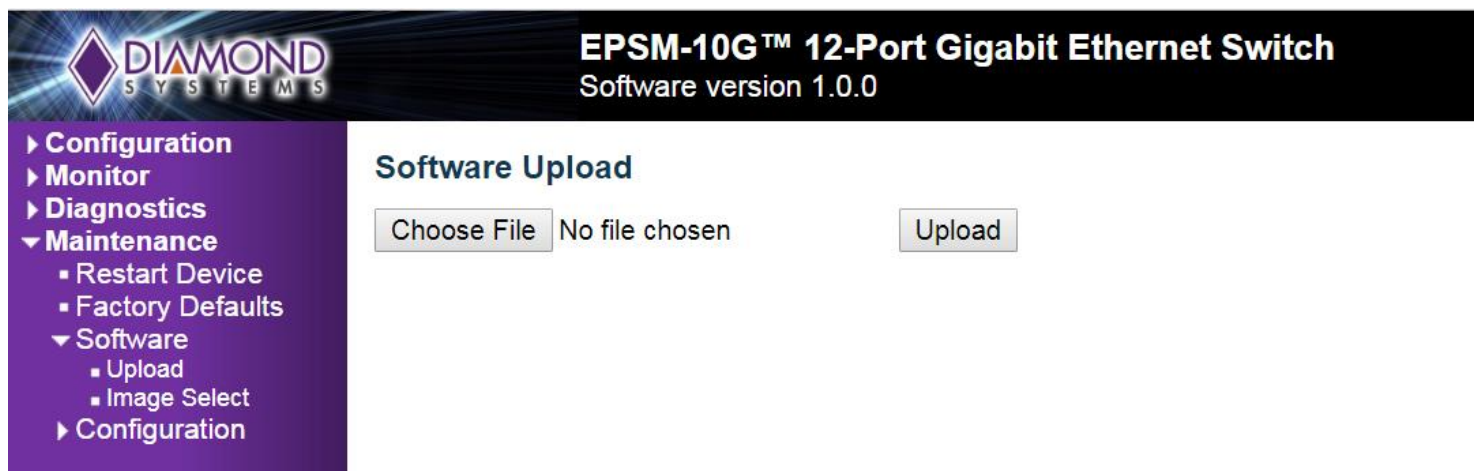 DIAMOND
SYSTEMS
EPSM-10G™ 12-Port Gigabit Ethernet Switch
Software version 1.0.0
Configuration
Monitor
Diagnostics
Maintenance
Restart Device
Factory Defaults
Software
Upload
Image Select
Configuration
Software Upload
Choose File No file chosen Upload